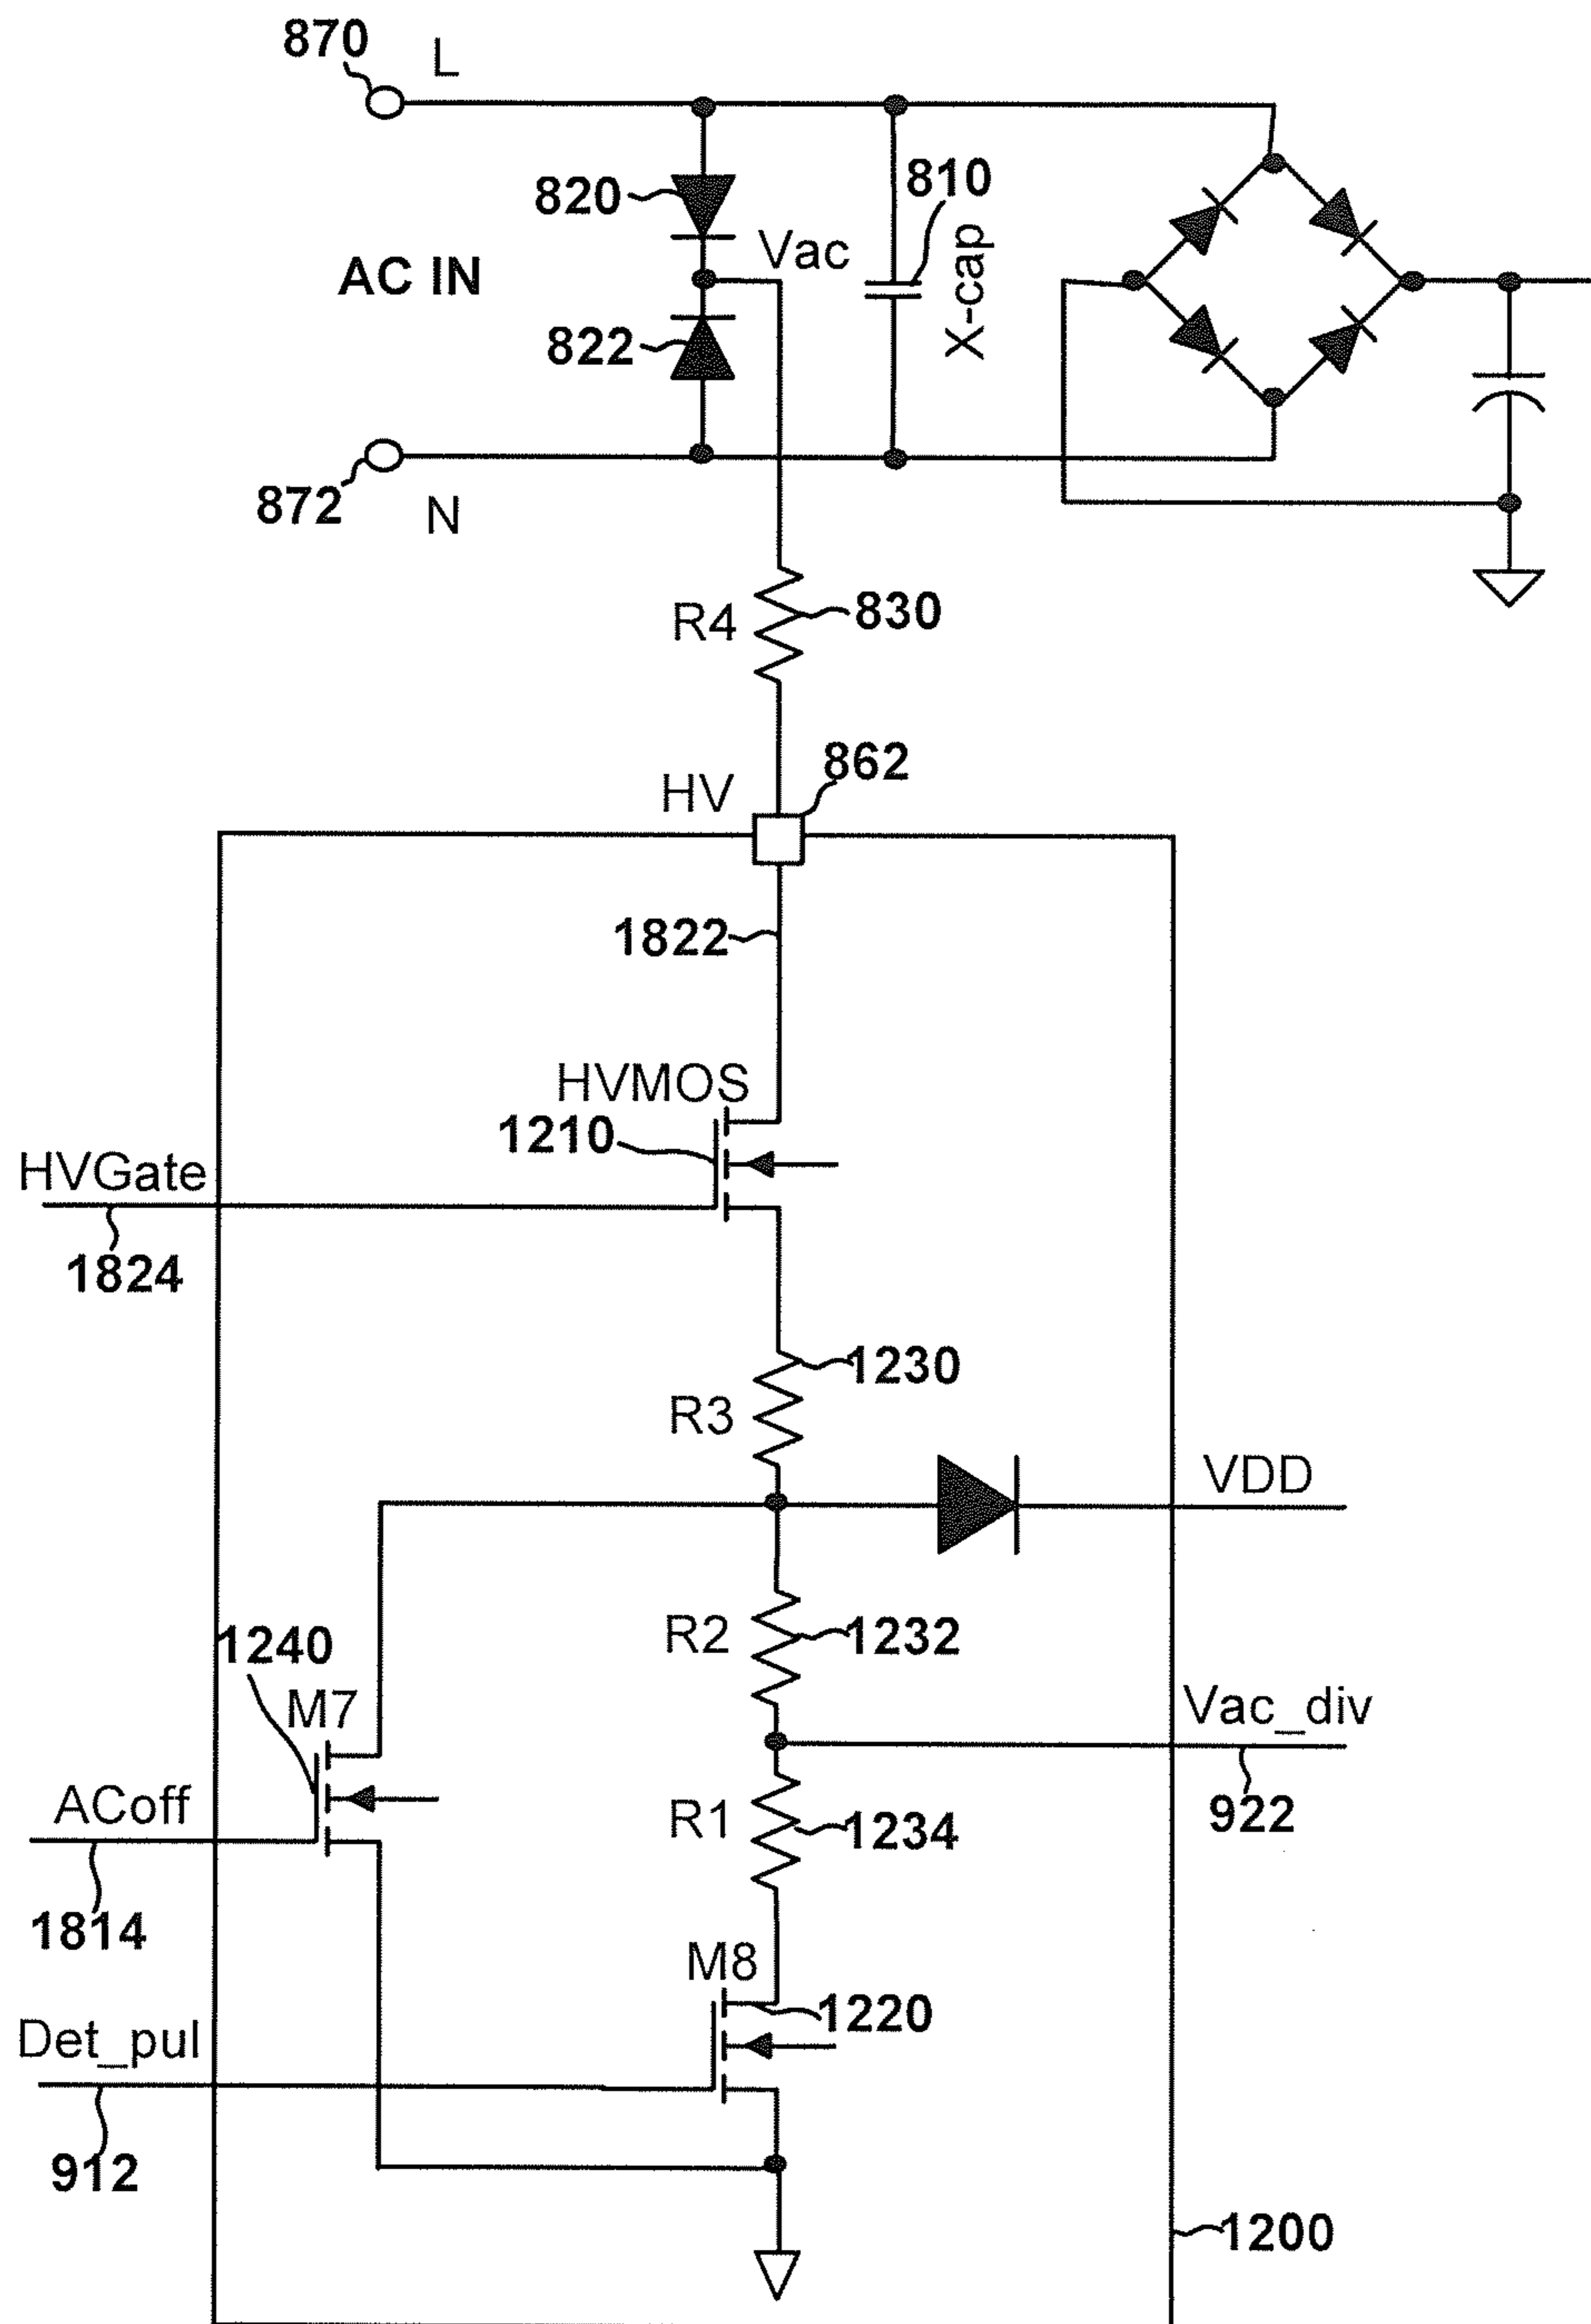 870
L
820
810
Vac
X-cap
AC IN
822
872
N
R4
830
HV
862
1822
HVMOS
1210
HVGate
1824
1230
R3
VDD
R2
1232
1240
M7
Vac_div
922
ACoff
R1
1234
1814
M8
1220
Det_pul
912
1200